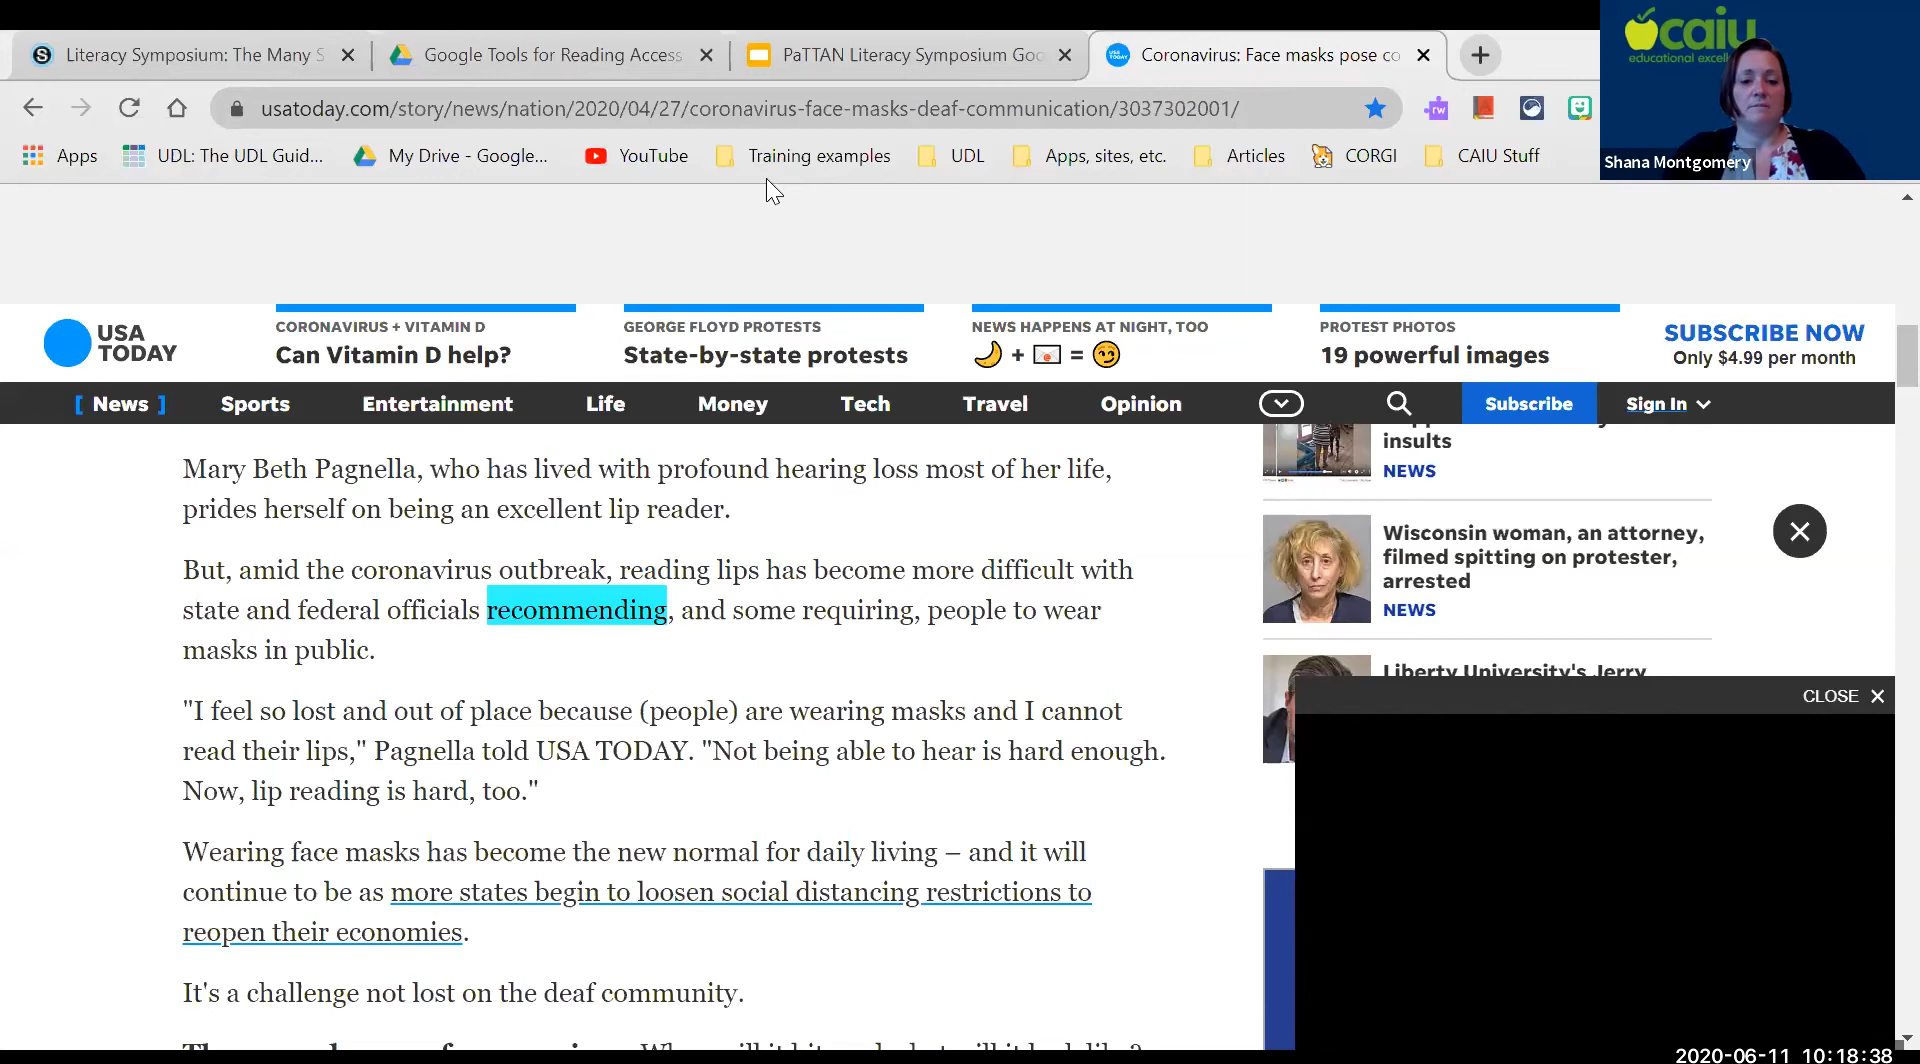 caiu
educational excelle
Shana Montgomery
Literacy Symposium: The Many S
Google Tools for Reading Access
PaTTAN Literacy Symposium Goo
Coronavirus: Face masks pose co
usatoday.com/story/news/nation/2020/04/27/coronavirus-face-masks-deaf-communication/3037302001/
rw
Apps
UDL: The UDL Guid...
My Drive - Google...
YouTube
Training examples
UDL
Apps, sites, etc.
Articles
CORGI
CAIU Stuff
USA
TODAY
CORONAVIRUS + VITAMIN D
Can Vitamin D help?
GEORGE FLOYD PROTESTS
State-by-state protests
NEWS HAPPENS AT NIGHT, TOO
🌛 + 💌 = 😏
PROTEST PHOTOS
19 powerful images
SUBSCRIBE NOW
Only $4.99 per month
[ News ]
Sports
Entertainment
Life
Money
Tech
Travel
Opinion
Subscribe
Sign In
Mary Beth Pagnella, who has lived with profound hearing loss most of her life,
prides herself on being an excellent lip reader.
But, amid the coronavirus outbreak, reading lips has become more difficult with
state and federal officials recommending, and some requiring, people to wear
masks in public.
"I feel so lost and out of place because (people) are wearing masks and I cannot
read their lips," Pagnella told USA TODAY. "Not being able to hear is hard enough.
Now, lip reading is hard, too."
Wearing face masks has become the new normal for daily living – and it will
continue to be as more states begin to loosen social distancing restrictions to
reopen their economies.
It's a challenge not lost on the deaf community.
insults
NEWS
Wisconsin woman, an attorney,
filmed spitting on protester,
arrested
NEWS
Liberty University's Jerry
CLOSE
2020-06-11 10:18:38